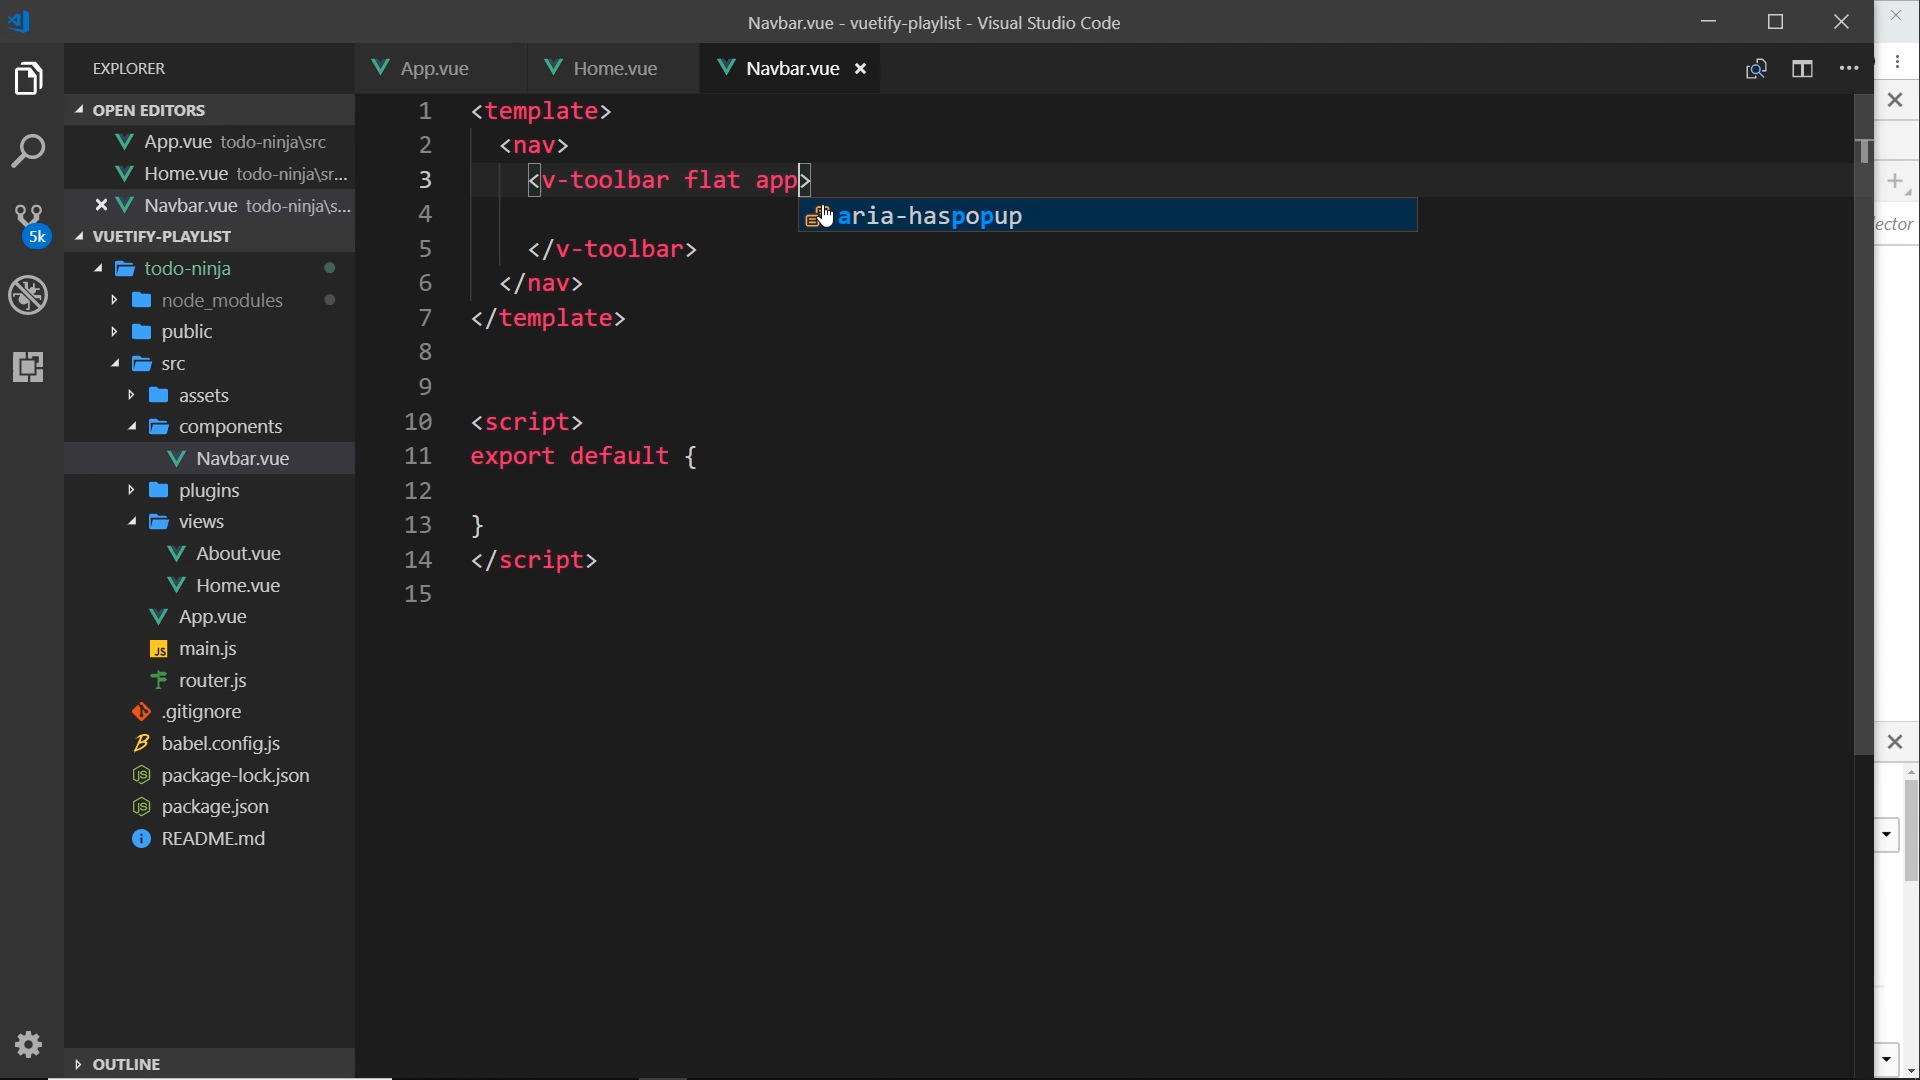 Navbar.vue - vuetify-playlist - Visual Studio Code
EXPLORER
OPEN EDITORS
App.vue todo-ninja\src
Home.vue todo-ninja\sr...
Navbar.vue todo-ninja\s...
VUETIFY-PLAYLIST
todo-ninja
node_modules
public
src
assets
components
Navbar.vue
plugins
views
About.vue
Home.vue
App.vue
JS main.js
router.js
.gitignore
babel.config.js
package-lock.json
package.json
README.md
OUTLINE
5k
App.vue
Home.vue
Navbar.vue
1 <template>
2 <nav>
3 <v-toolbar flat app>
aria-haspopup
4
5 </v-toolbar>
6 </nav>
7 </template>
8
9
10 <script>
11 export default {
12
13 }
14 </script>
15
ector